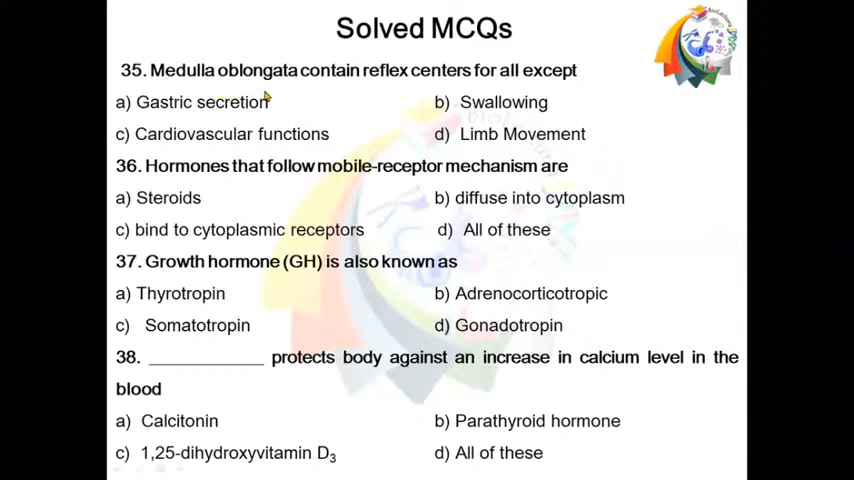 Solved MCQs
35. Medulla oblongata contain reflex centers for all except
a) Gastric secretion b) Swallowing
c) Cardiovascular functions d) Limb Movement
36. Hormones that follow mobile-receptor mechanism are
a) Steroids b) diffuse into cytoplasm
c) bind to cytoplasmic receptors d) All of these
37. Growth hormone (GH) is also known as
a) Thyrotropin b) Adrenocorticotropic
c) Somatotropin d) Gonadotropin
38. ____________ protects body against an increase in calcium level in the
blood
a) Calcitonin b) Parathyroid hormone
c) 1,25-dihydroxyvitamin D3 d) All of these